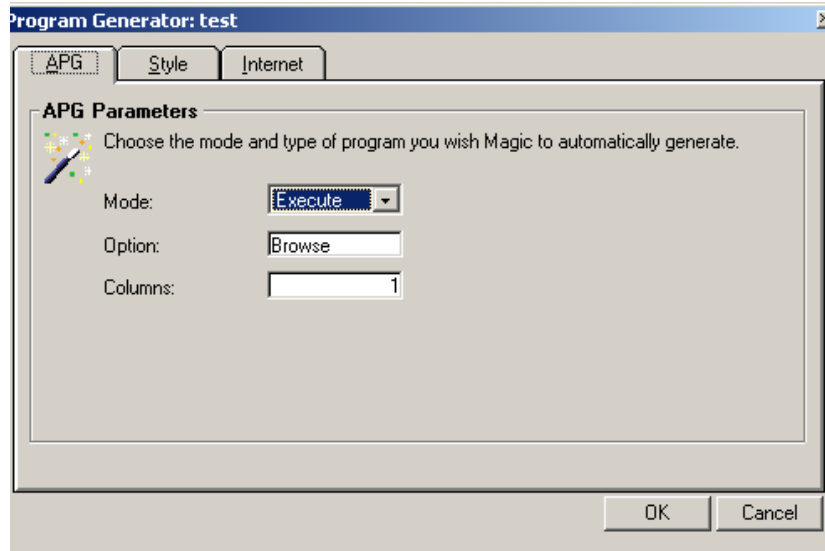 Program Generator: test
APG Style Internet
APG Parameters
Choose the mode and type of program you wish Magic to automatically generate.
Mode: Execute
Option: Browse
Columns: 1
OK Cancel